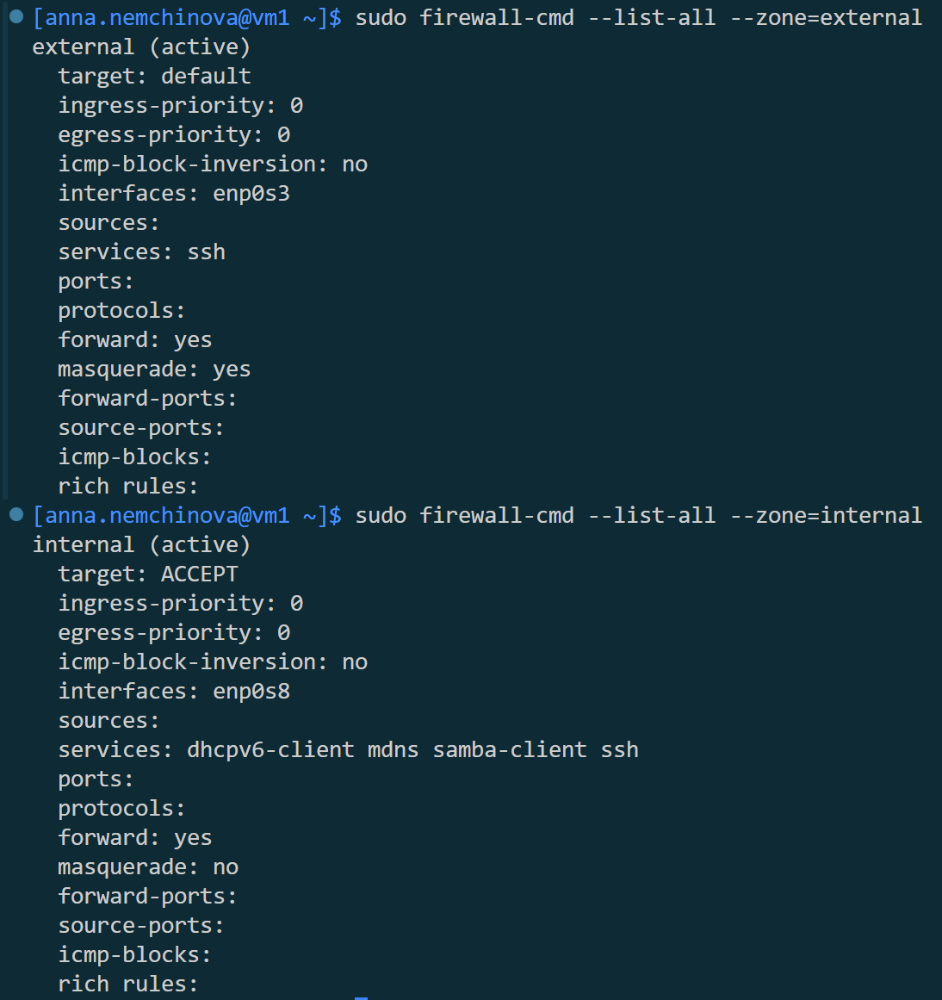 [anna.nemchinova@vm1 ~]$ sudo firewall-cmd --list-all --zone=external
external (active)
  target: default
  ingress-priority: 0
  egress-priority: 0
  icmp-block-inversion: no
  interfaces: enp0s3
  sources:
  services: ssh
  ports:
  protocols:
  forward: yes
  masquerade: yes
  forward-ports:
  source-ports:
  icmp-blocks:
  rich rules:
[anna.nemchinova@vm1 ~]$ sudo firewall-cmd --list-all --zone=internal
internal (active)
  target: ACCEPT
  ingress-priority: 0
  egress-priority: 0
  icmp-block-inversion: no
  interfaces: enp0s8
  sources:
  services: dhcpv6-client mdns samba-client ssh
  ports:
  protocols:
  forward: yes
  masquerade: no
  forward-ports:
  source-ports:
  icmp-blocks:
  rich rules: